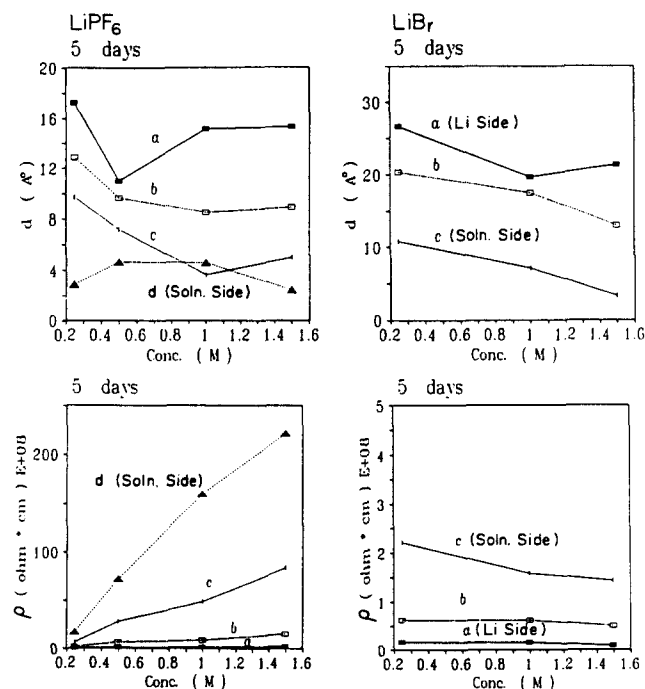 LiPF6
5 days
LiBr
5 days
20
16
12
8
4
0
d ( A° )
a
b
c
d (Soln. Side)
0.2 0.4 0.6 0.8 1 1.2 1.4 1.6
Conc. ( M )
35
30
20
10
0
d ( A° )
a (Li Side)
b
c (Soln. Side)
0.2 0.4 0.6 0.8 1 1.2 1.4 1.6
Conc. ( M )
5 days
200
100
0
ρ ( ohm * cm ) E+08
d (Soln. Side)
c
b
a
0.2 0.4 0.6 0.8 1 1.2 1.4 1.6
Conc. ( M )
5 days
5
4
3
2
1
0
ρ ( ohm * cm ) E+08
c (Soln. Side)
b
a (Li Side)
0.2 0.4 0.6 0.8 1 1.2 1.4 1.6
Conc. ( M )